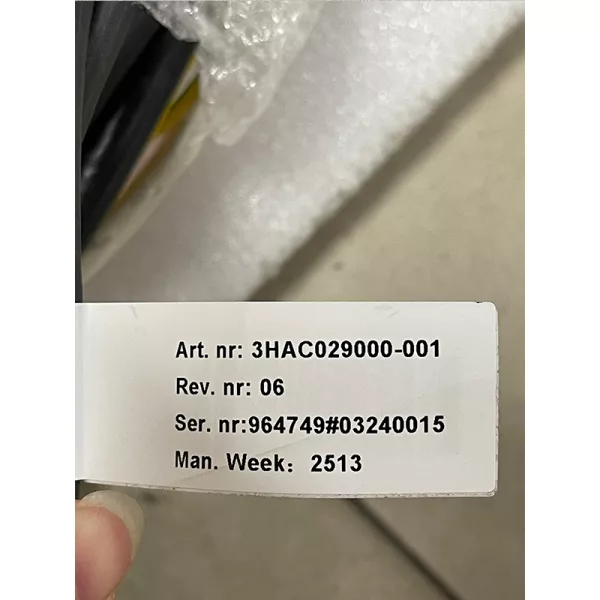 Art. nr: 3HAC029000-001
Rev. nr: 06
Ser. nr:964749#03240015
Man. Week： 2513